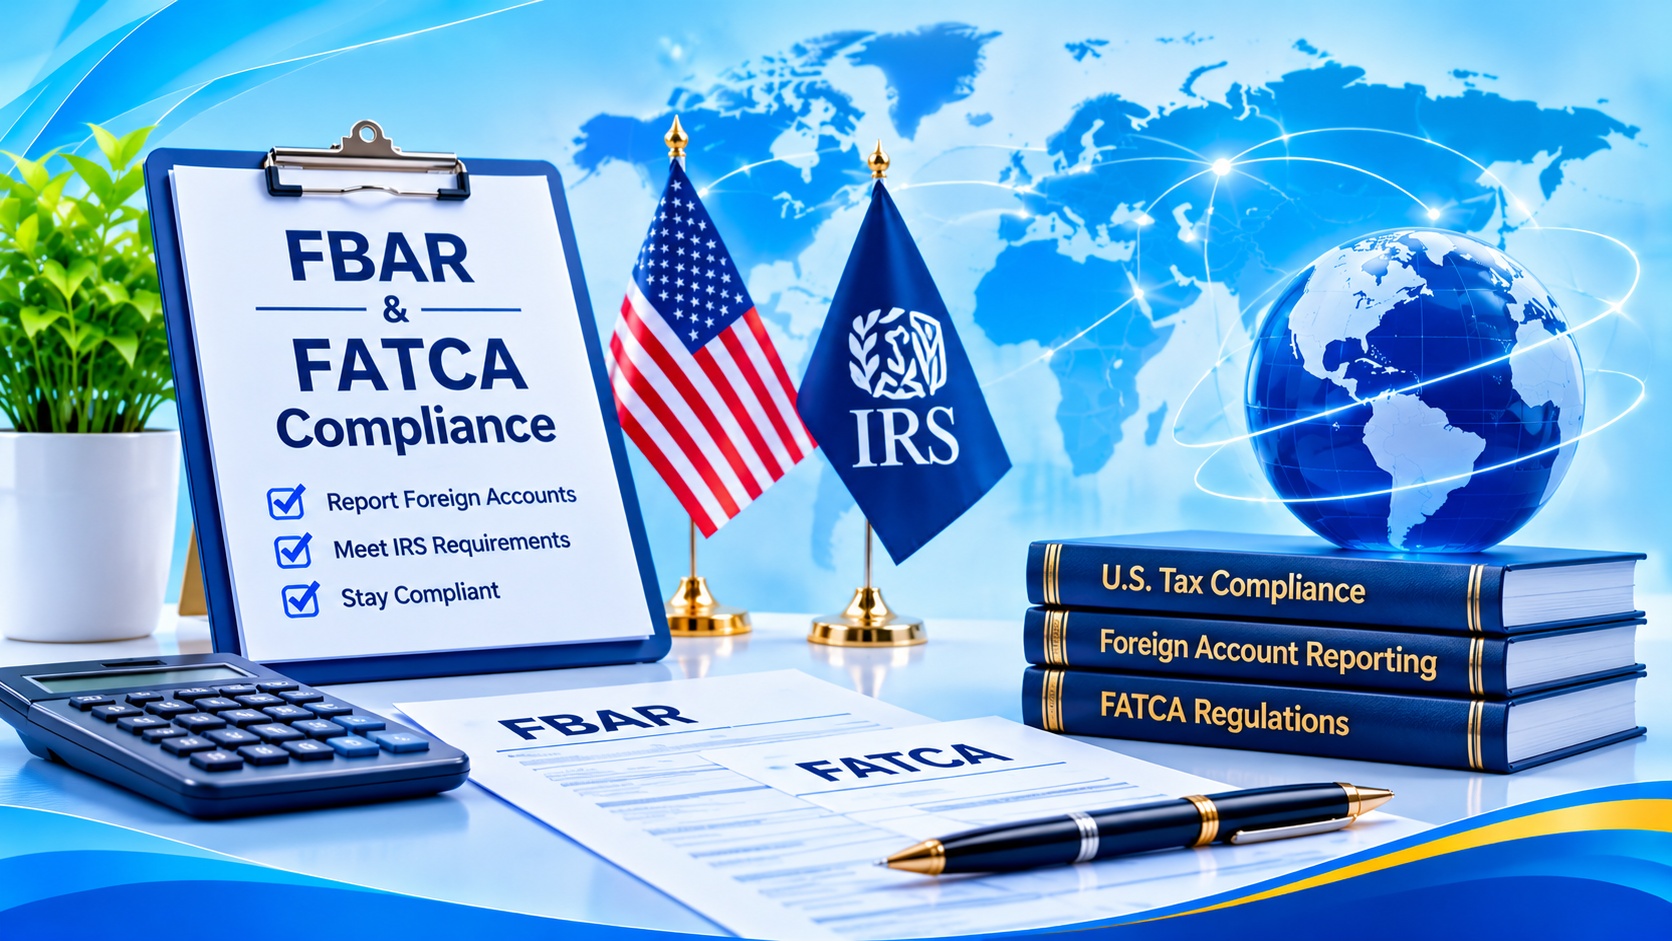 FBAR
&
FATCA
Compliance
Report Foreign Accounts
Meet IRS Requirements
Stay Compliant
IRS
U.S. Tax Compliance
Foreign Account Reporting
FATCA Regulations
FBAR
FATCA